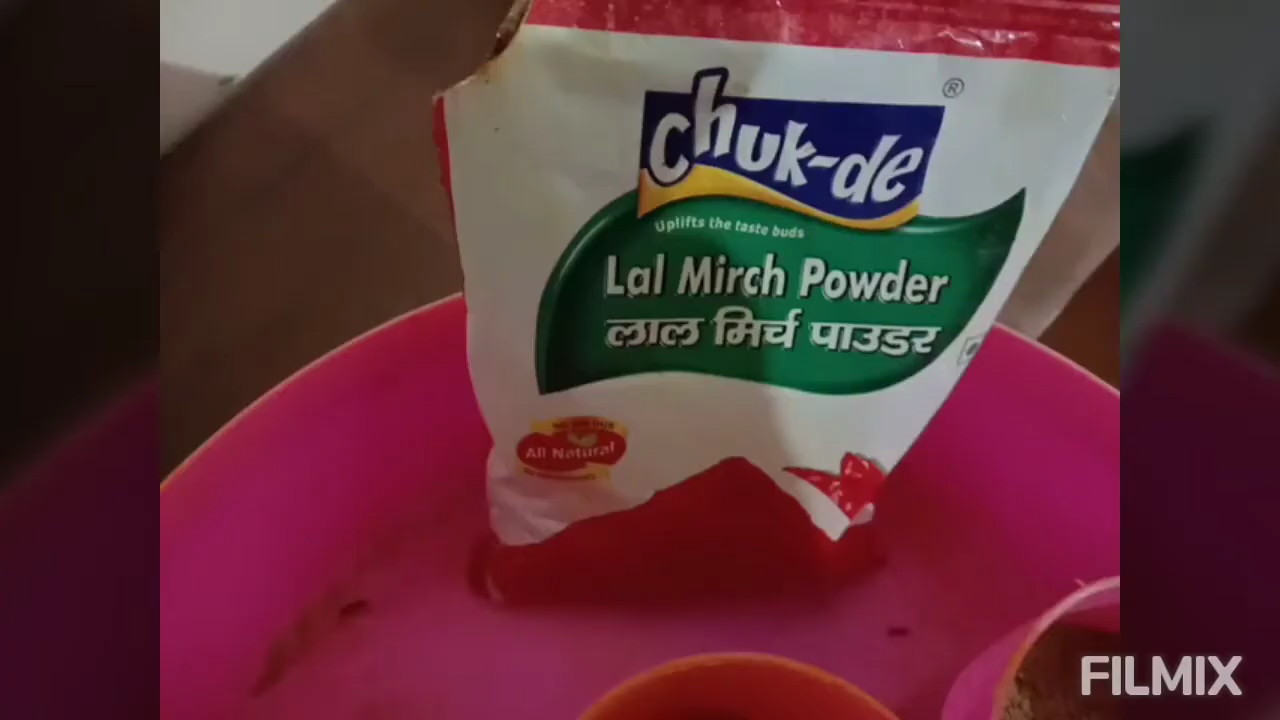 chuk-de
®
Uplifts the taste buds
Lal Mirch Powder
लाल मिर्च पाउडर
All Natural
FILMIX